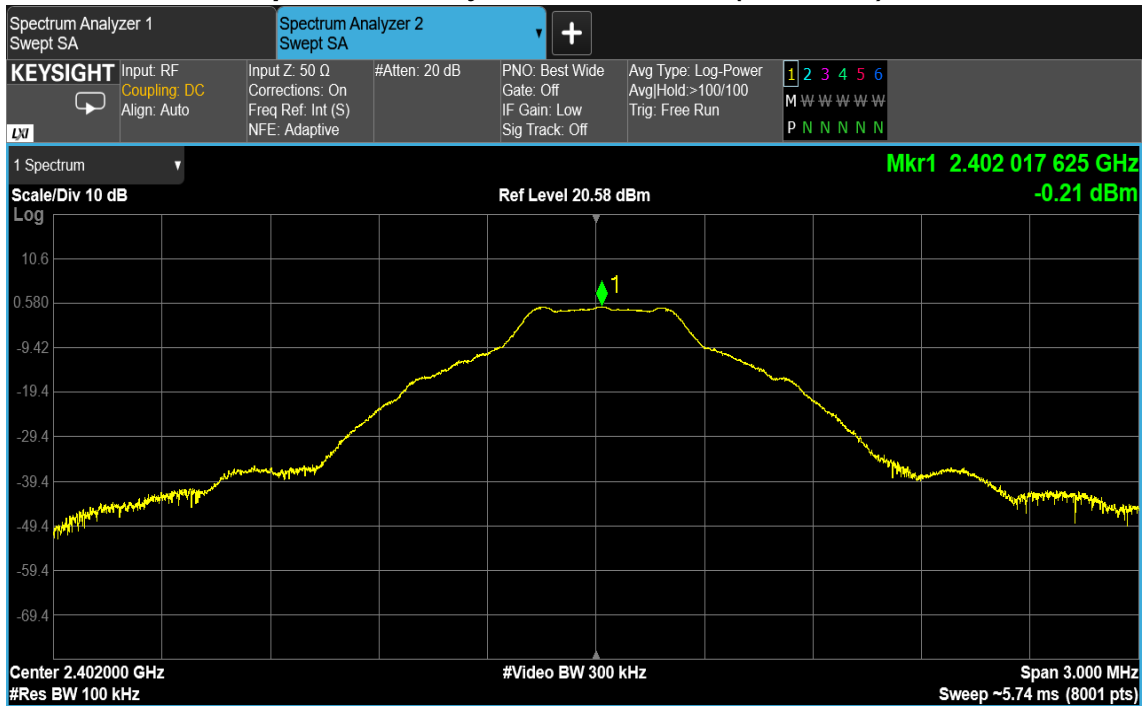 Spectrum Analyzer 1
Swept SA
Spectrum Analyzer 2
Swept SA
+
KEYSIGHT
LXI
Input: RF
Coupling: DC
Align: Auto
Input Z: 50 Ω
Corrections: On
Freq Ref: Int (S)
NFE: Adaptive
#Atten: 20 dB
PNO: Best Wide
Gate: Off
IF Gain: Low
Sig Track: Off
Avg Type: Log-Power
Avg|Hold:>100/100
Trig: Free Run
1 2 3 4 5 6
M W W W W W
P N N N N N
1 Spectrum
Mkr1 2.402 017 625 GHz
-0.21 dBm
Scale/Div 10 dB
Ref Level 20.58 dBm
Log
1
10.6
0.580
-9.42
-19.4
-29.4
-39.4
-49.4
-59.4
-69.4
Center 2.402000 GHz
#Video BW 300 kHz
Span 3.000 MHz
#Res BW 100 kHz
Sweep ~5.74 ms (8001 pts)